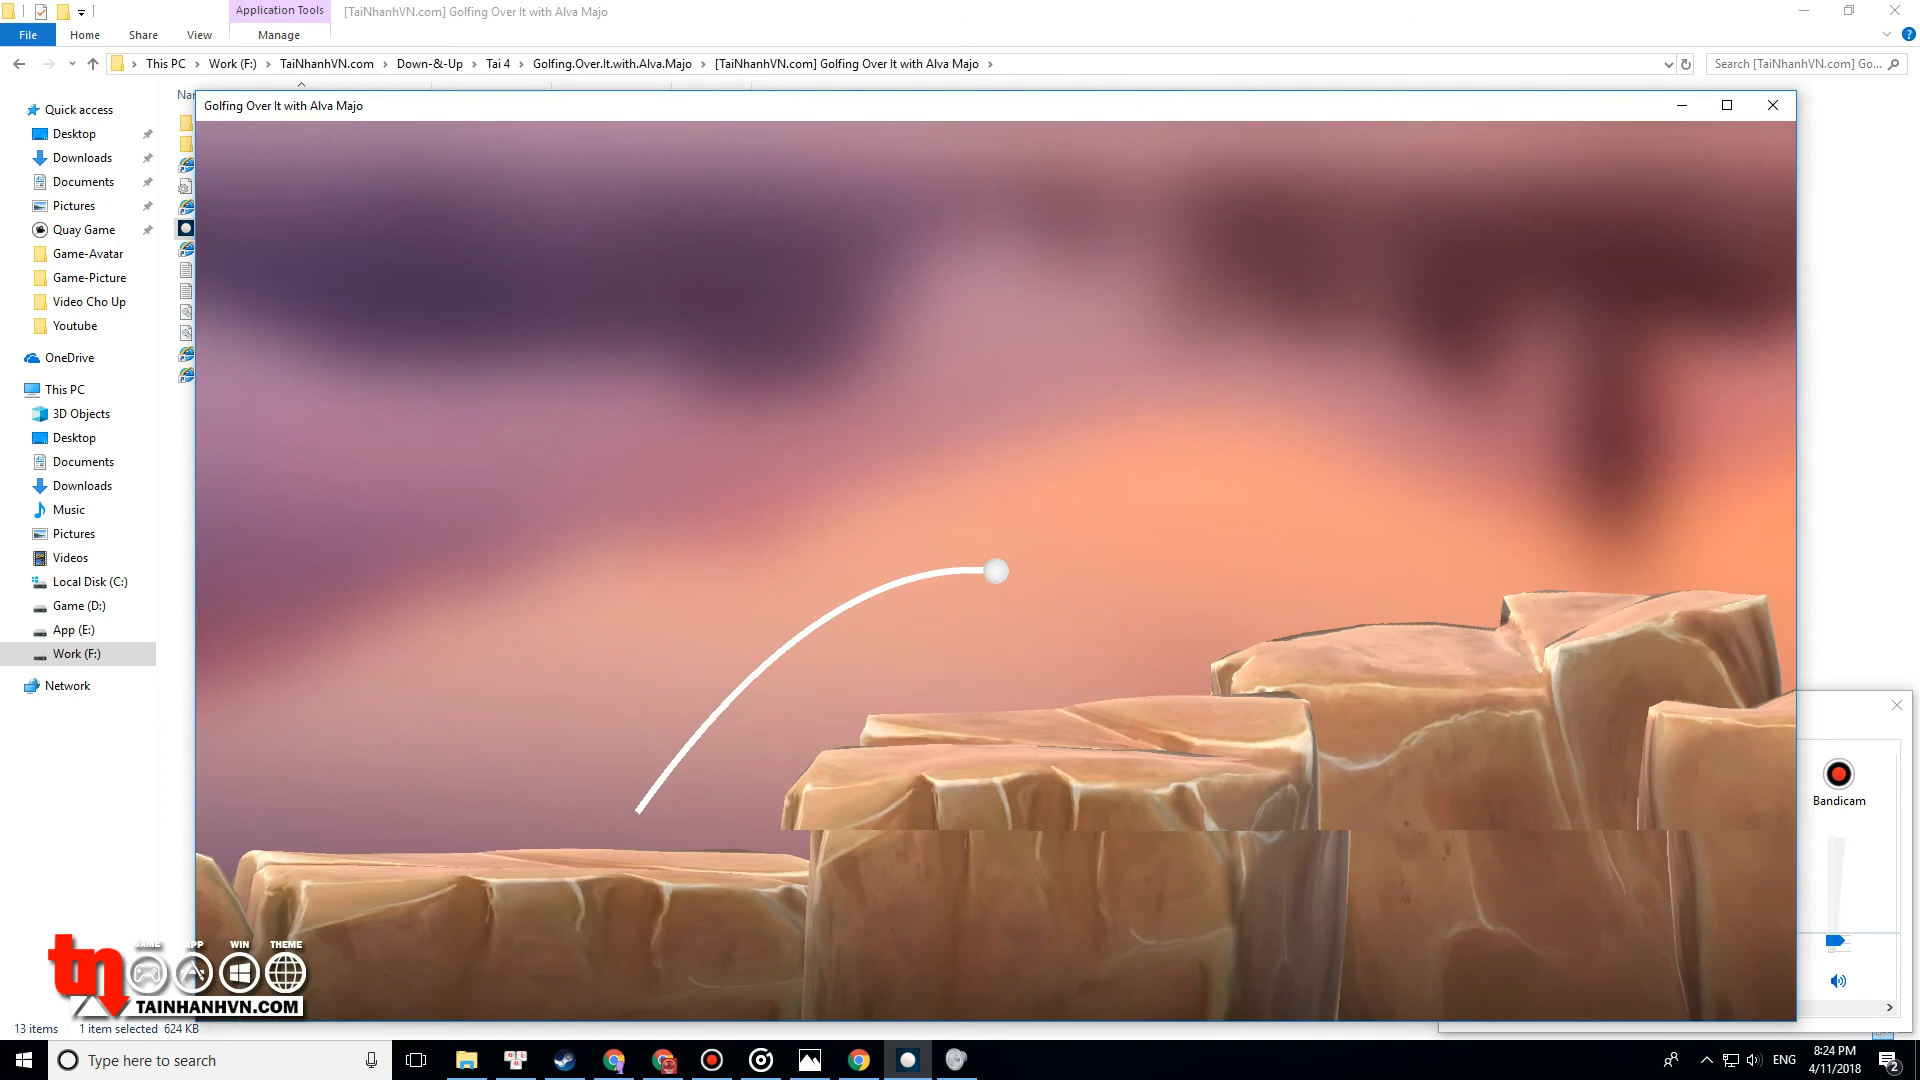 Application Tools
[TaiNhanhVN.com] Golfing Over It with Alva Majo
File
Home
Share
View
Manage
This PC
Work (F:)
TaiNhanhVN.com
Down-&-Up
Tai 4
Golfing.Over.It.with.Alva.Majo
[TaiNhanhVN.com] Golfing Over It with Alva Majo
Search [TaiNhanhVN.com] Go...
Golfing Over It with Alva Majo
Quick access
Desktop
Downloads
Documents
Pictures
Quay Game
Game-Avatar
Game-Picture
Video Cho Up
Youtube
OneDrive
This PC
3D Objects
Desktop
Documents
Downloads
Music
Pictures
Videos
Local Disk (C:)
Game (D:)
App (E:)
Work (F:)
Network
Bandicam
GAME
APP
WIN
THEME
tn
TAINHANHVN.COM
13 items
1 item selected 624 KB
Type here to search
ENG
8:24 PM
4/11/2018
2